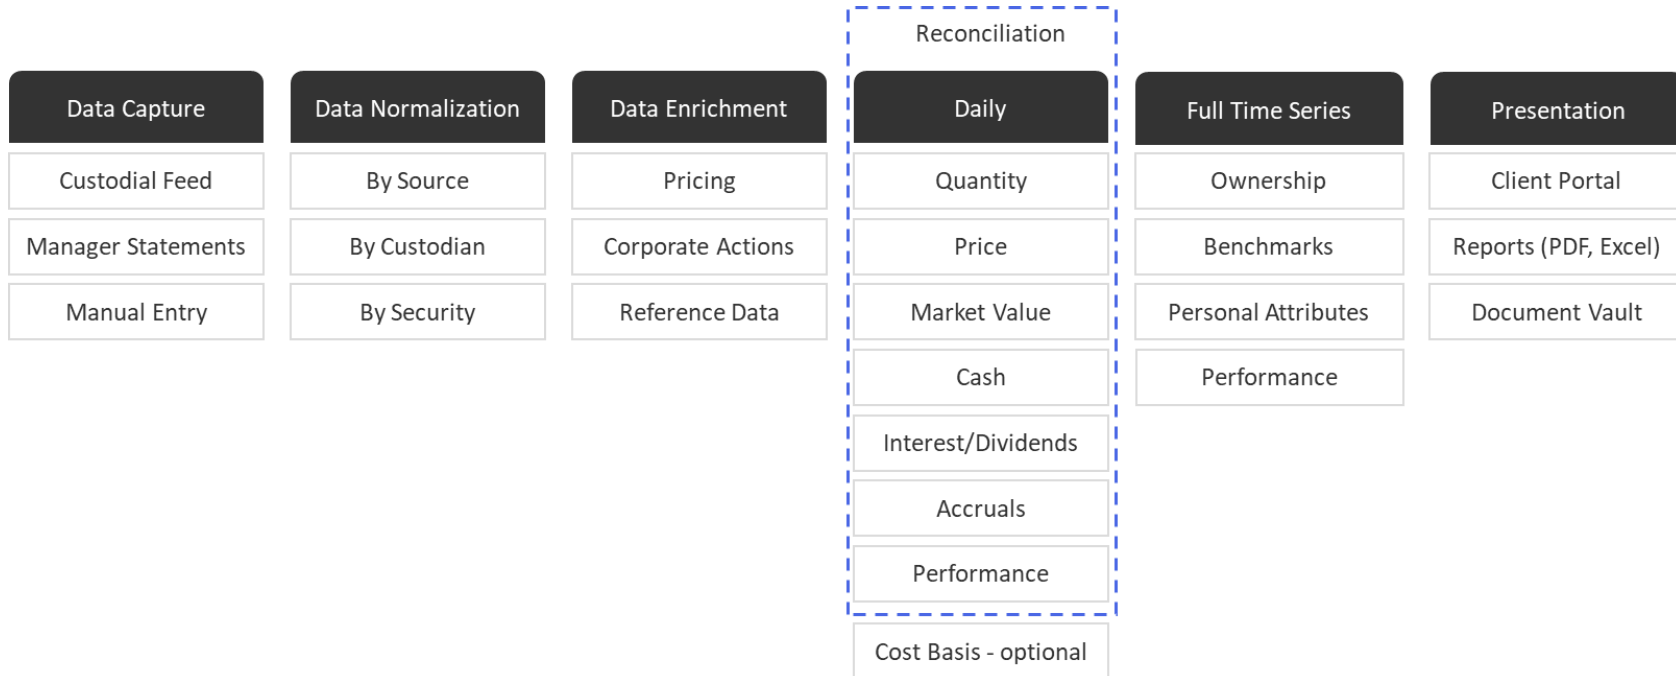 Reconciliation
Data Capture
Custodial Feed
Manager Statements
Manual Entry
Data Normalization
By Source
By Custodian
By Security
Data Enrichment
Pricing
Corporate Actions
Reference Data
Daily
Quantity
Price
Market Value
Cash
Interest/Dividends
Accruals
Performance
Cost Basis - optional
Full Time Series
Ownership
Benchmarks
Personal Attributes
Performance
Presentation
Client Portal
Reports (PDF, Excel)
Document Vault